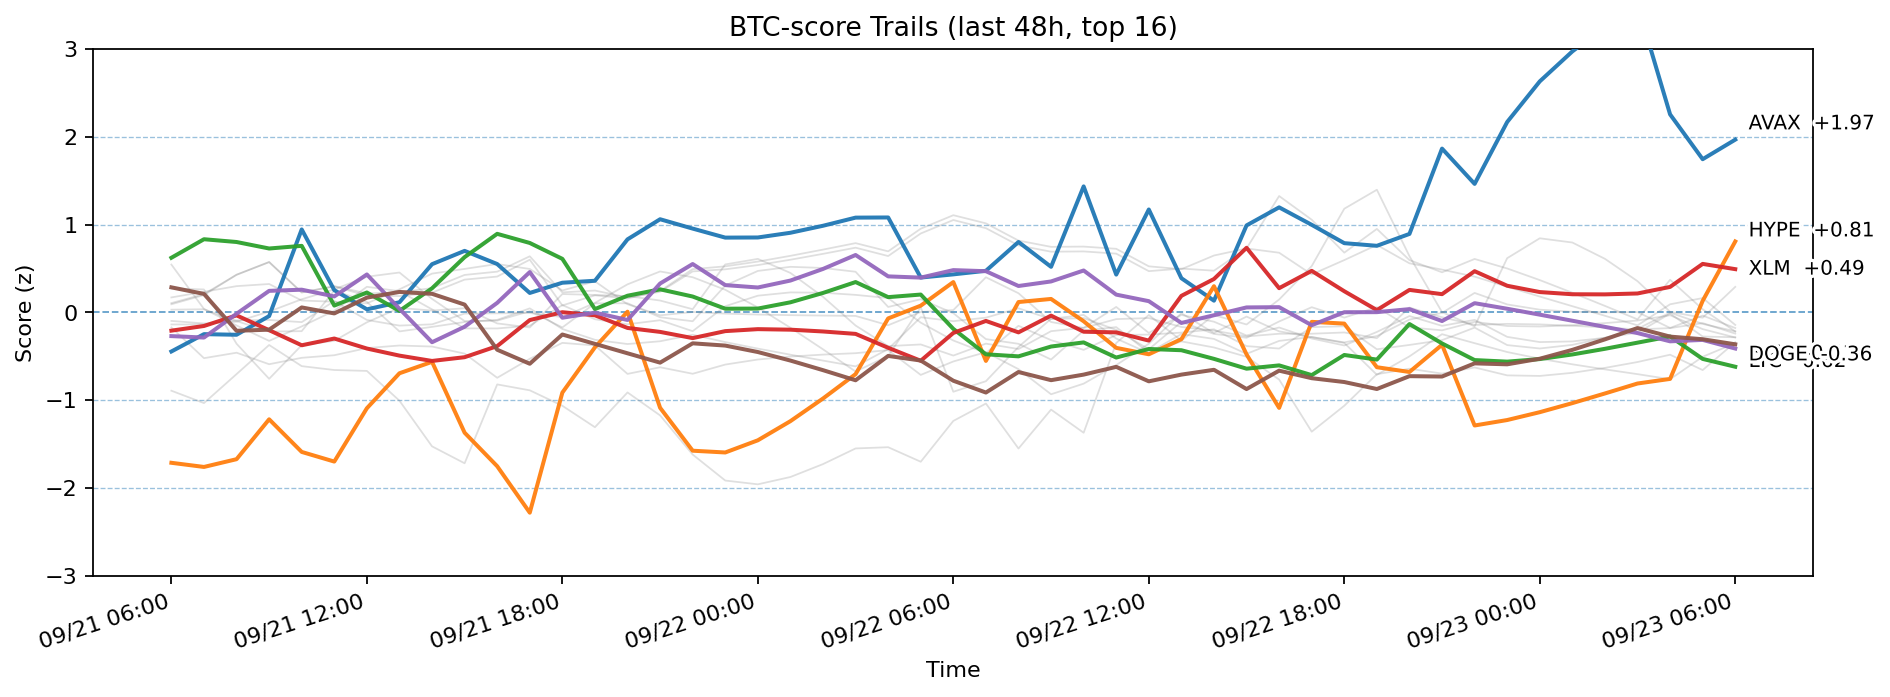 BTC-score Trails (last 48h, top 16)
Score (z)
3
2
1
0
−1
−2
−3
AVAX +1.97
HYPE +0.81
XLM +0.49
DOGE -0.36
09/21 06:00
09/21 12:00
09/21 18:00
09/22 00:00
09/22 06:00
09/22 12:00
09/22 18:00
09/23 00:00
09/23 06:00
Time